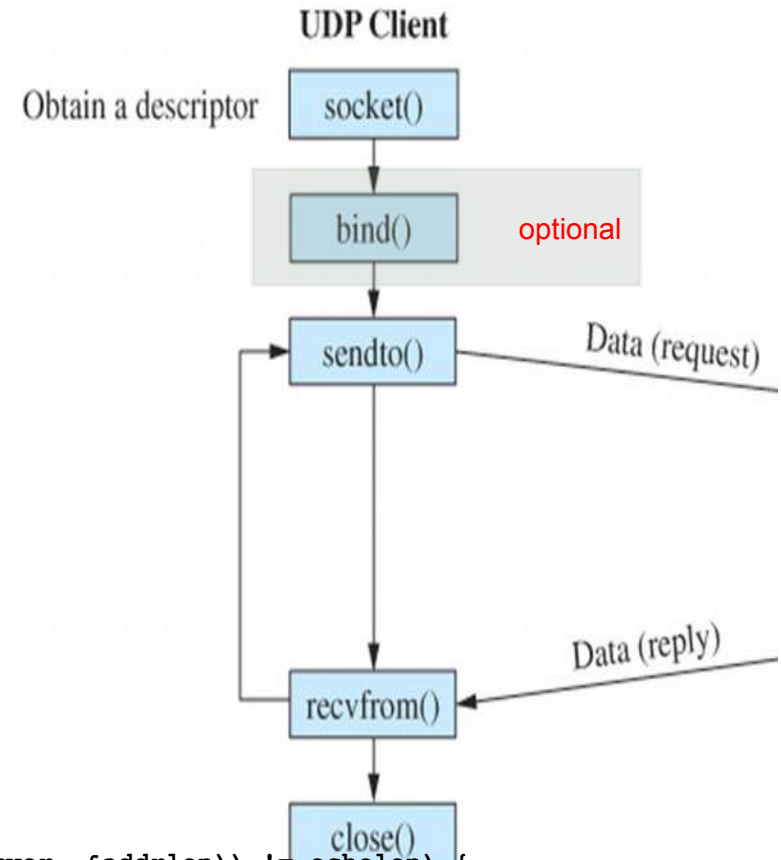 UDP Client
Obtain a descriptor
socket()
bind()
optional
sendto()
Data (request)
Data (reply)
recvfrom()
close()
!=
{